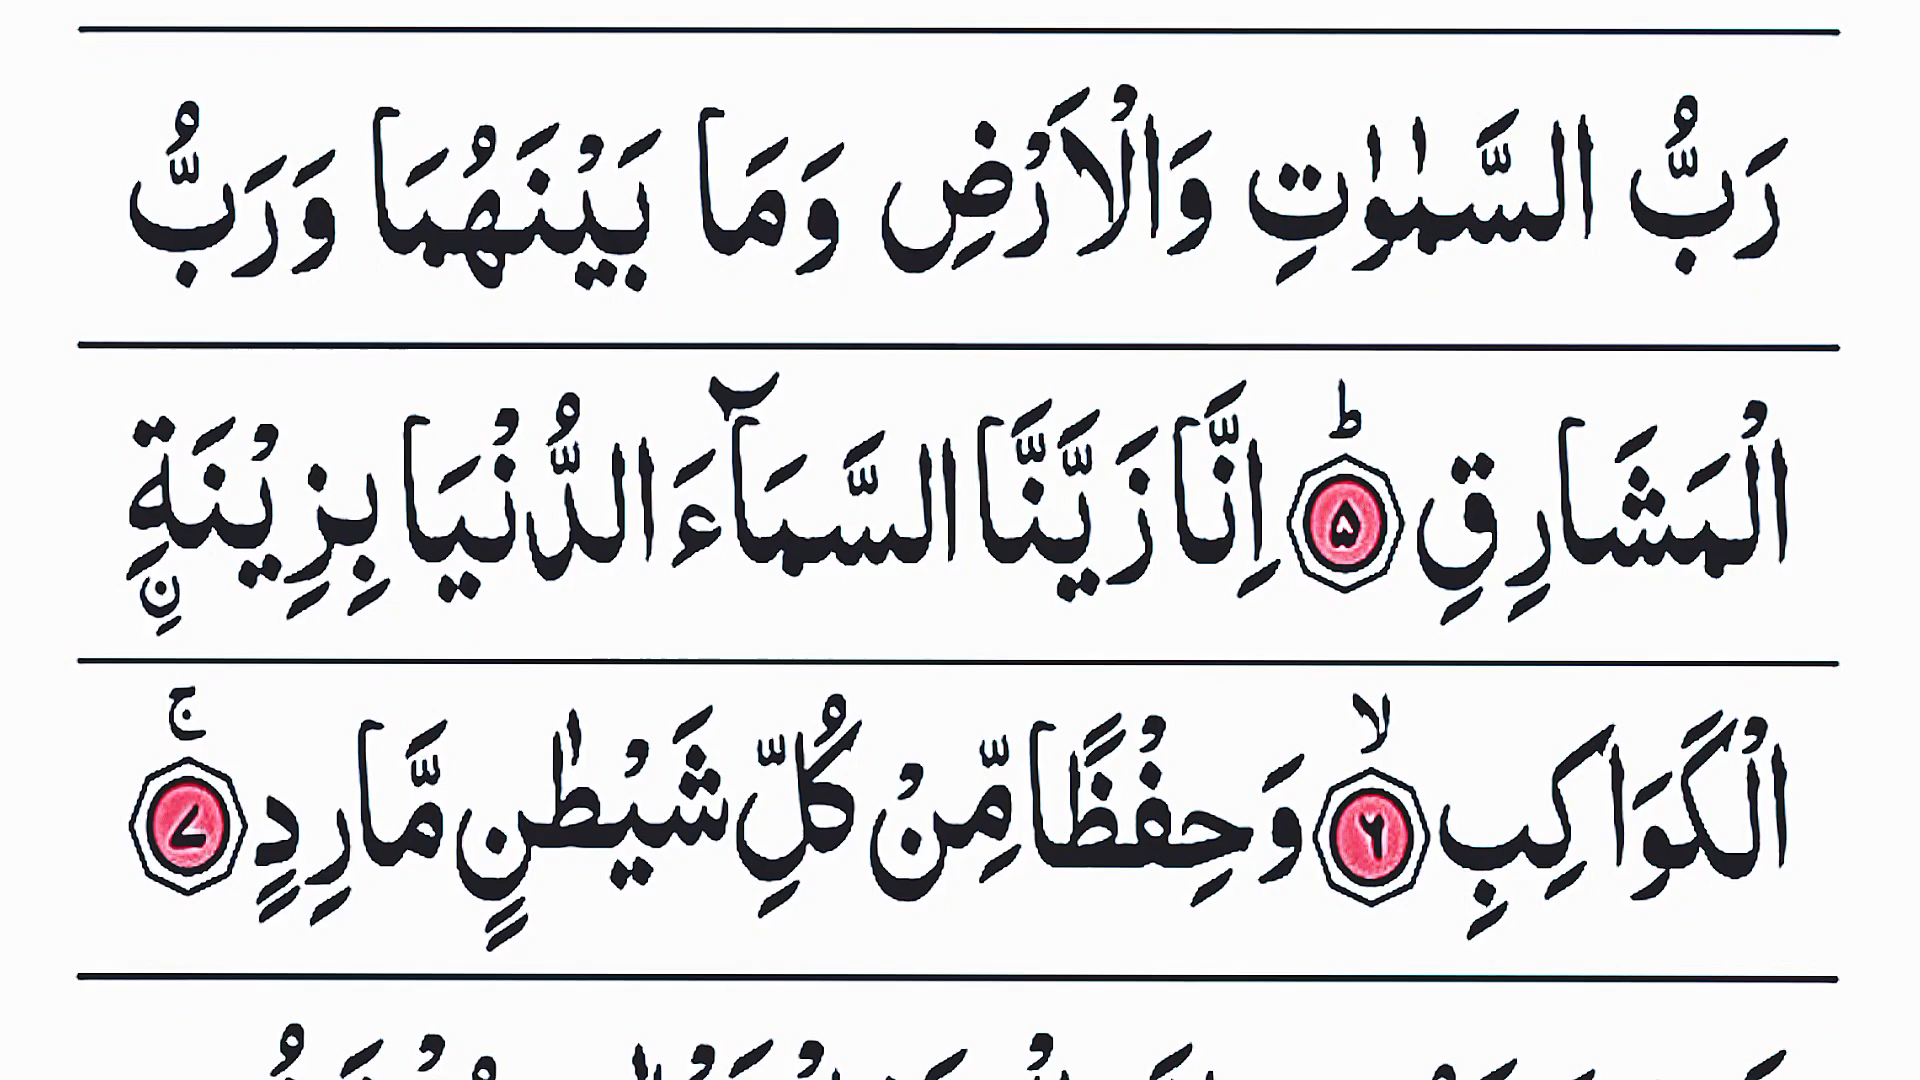 رَبُّ السَّمٰوٰتِ وَالْاَرْضِ وَمَا بَيْنَهُمَا وَرَبُّ
الْمَشَارِقِ ؕ ۵ اِنَّا زَيَّنَّا السَّمَآءَ الدُّنْيَا بِزِيْنَةِ ۨ
الْكَوَاكِبِ ۙ ۶ وَحِفْظًا مِّنْ كُلِّ شَيْطٰنٍ مَّارِدٍ ۚ ۷